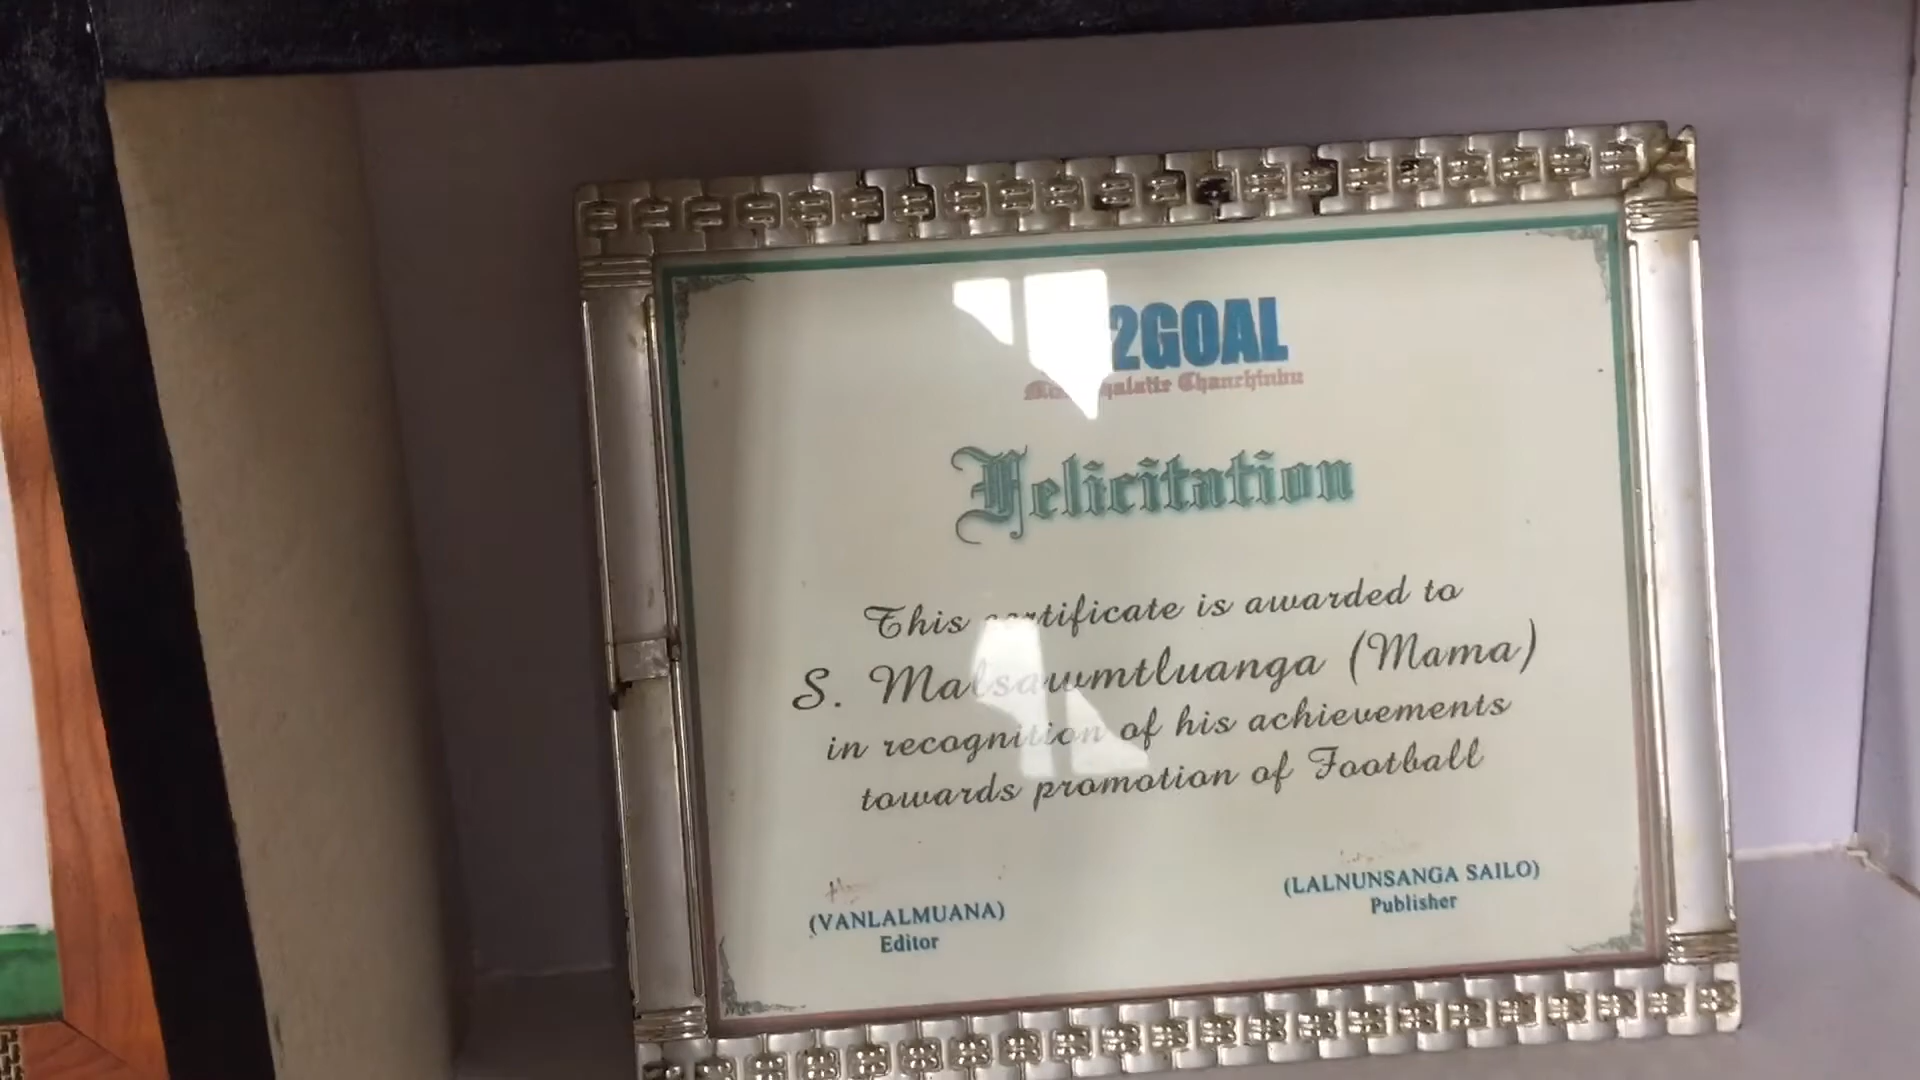 2GOAL
Chanchinbu
Felicitation
This certificate is awarded to
S. Malsawmtluanga (Mama)
in recognition of his achievements
towards promotion of Football
(VANLALMUANA)
Editor
(LALNUNSANGA SAILO)
Publisher